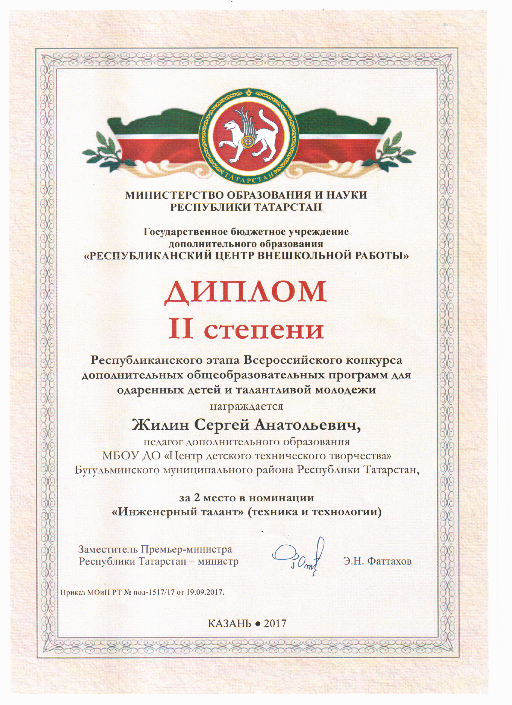 ТАТАРСТАН
МИНИСТЕРСТВО ОБРАЗОВАНИЯ И НАУКИ
РЕСПУБЛИКИ ТАТАРСТАН
Государственное бюджетное учреждение
дополнительного образования
«РЕСПУБЛИКАНСКИЙ ЦЕНТР ВНЕШКОЛЬНОЙ РАБОТЫ»
ДИПЛОМ
II степени
Республиканского этапа Всероссийского конкурса
дополнительных общеобразовательных программ для
одаренных детей и талантливой молодежи
награждается
Жилин Сергей Анатольевич,
педагог дополнительного образования
МБОУ ДО «Центр детского технического творчества»
Бугульминского муниципального района Республики Татарстан,
за 2 место в номинации
«Инженерный талант» (техника и технологии)
Заместитель Премьер-министра
Республики Татарстан – министр
Э.Н. Фаттахов
Приказ МОиН РТ № под-1517/17 от 19.09.2017.
КАЗАНЬ ● 2017